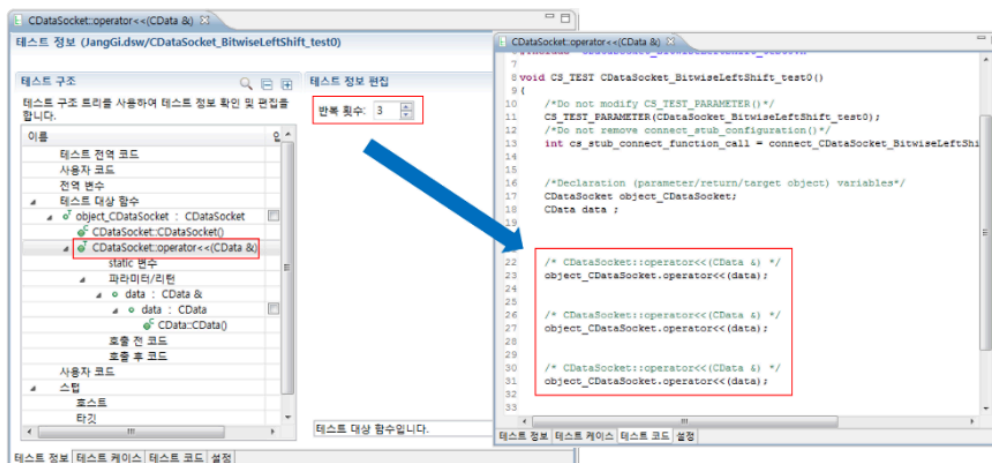 CDataSocket::operator<<(CData &)
테스트 정보 (JangGi.dsw/CDataSocket_BitwiseLeftShift_test0)
테스트 구조
테스트 구조 트리를 사용하여 테스트 정보 확인 및 편집을
합니다.
이름
테스트 전역 코드
사용자 코드
전역 변수
테스트 대상 함수
object_CDataSocket : CDataSocket
CDataSocket::CDataSocket()
CDataSocket::operator<<(CData &)
static 변수
파라미터/리턴
data : CData &
data : CData
CData::CData()
호출 전 코드
호출 후 코드
사용자 코드
스텁
호스트
타깃
테스트 정보 테스트 케이스 테스트 코드 설정
테스트 정보 편집
반복 횟수: 3
테스트 대상 함수입니다.
CDataSocket::operator<<(CData &)
7
8 void CS_TEST CDataSocket_BitwiseLeftShift_test0()
9 {
10 /*Do not modify CS_TEST_PARAMETER()*/
11 CS_TEST_PARAMETER(CDataSocket_BitwiseLeftShift_test0);
12 /*Do not remove connect_stub_configuration()*/
13 int cs_stub_connect_function_call = connect_CDataSocket_BitwiseLeftShi
14
15
16 /*Declaration (parameter/return/target object) variables*/
17 CDataSocket object_CDataSocket;
18 CData data ;
19
22 /* CDataSocket::operator<<(CData &) */
23 object_CDataSocket.operator<<(data);
24
25
26 /* CDataSocket::operator<<(CData &) */
27 object_CDataSocket.operator<<(data);
28
29
30 /* CDataSocket::operator<<(CData &) */
31 object_CDataSocket.operator<<(data);
32
33
테스트 정보 테스트 케이스 테스트 코드 설정